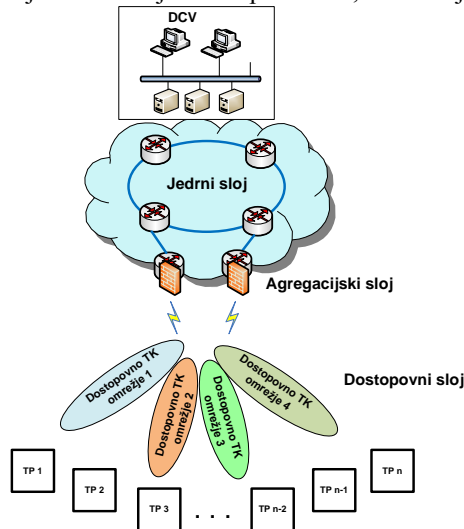 DCV
Jedrni sloj
Agregacijski sloj
Dostopovni sloj
Dostopovno TK
omrežje 1
Dostopovno TK
omrežje 2
Dostopovno TK
omrežje 3
Dostopovno TK
omrežje 4
TP 1
TP 2
TP 3
. . .
TP n-2
TP n-1
TP n